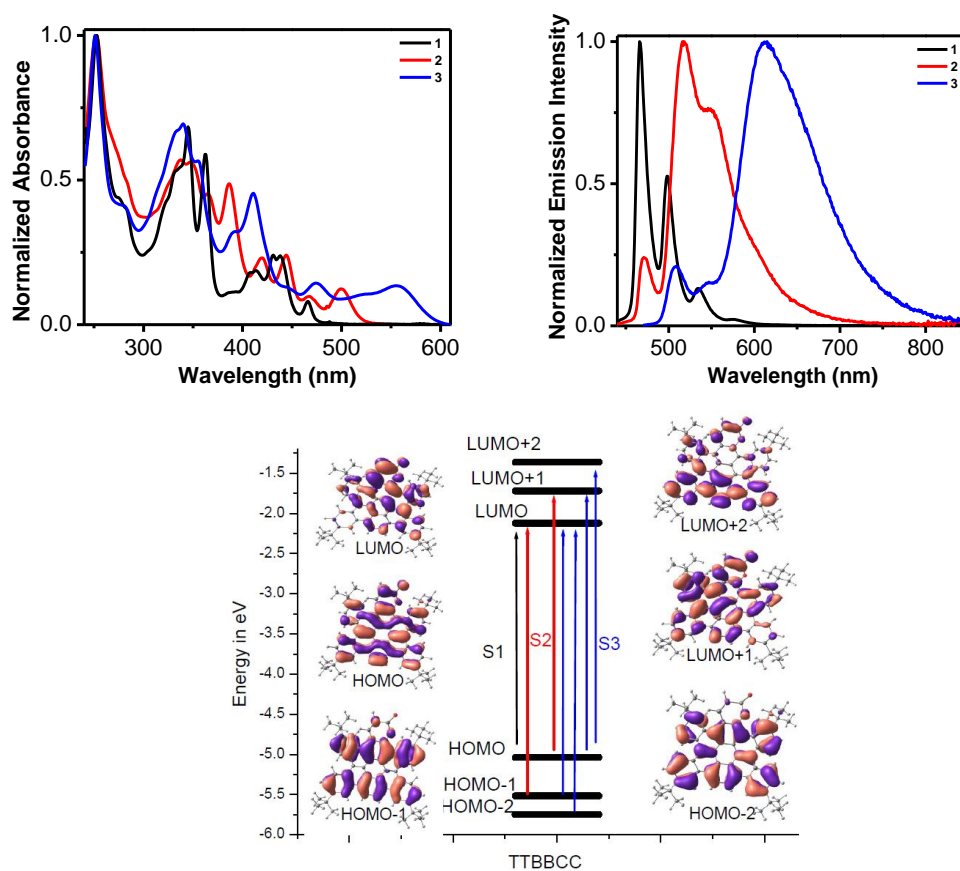 Normalized Absorbance
1.0
0.5
0.0
1
2
3
300
400
500
600
Wavelength (nm)
Normalized Emission Intensity
1.0
0.5
0.0
1
2
3
500
600
700
800
Wavelength (nm)
Energy in eV
-1.5
-2.0
-2.5
-3.0
-3.5
-4.0
-4.5
-5.0
-5.5
-6.0
LUMO
HOMO
HOMO-1
LUMO+2
LUMO+1
LUMO
S1
S2
S3
HOMO
HOMO-1
HOMO-2
LUMO+2
LUMO+1
HOMO-2
TTBBCC